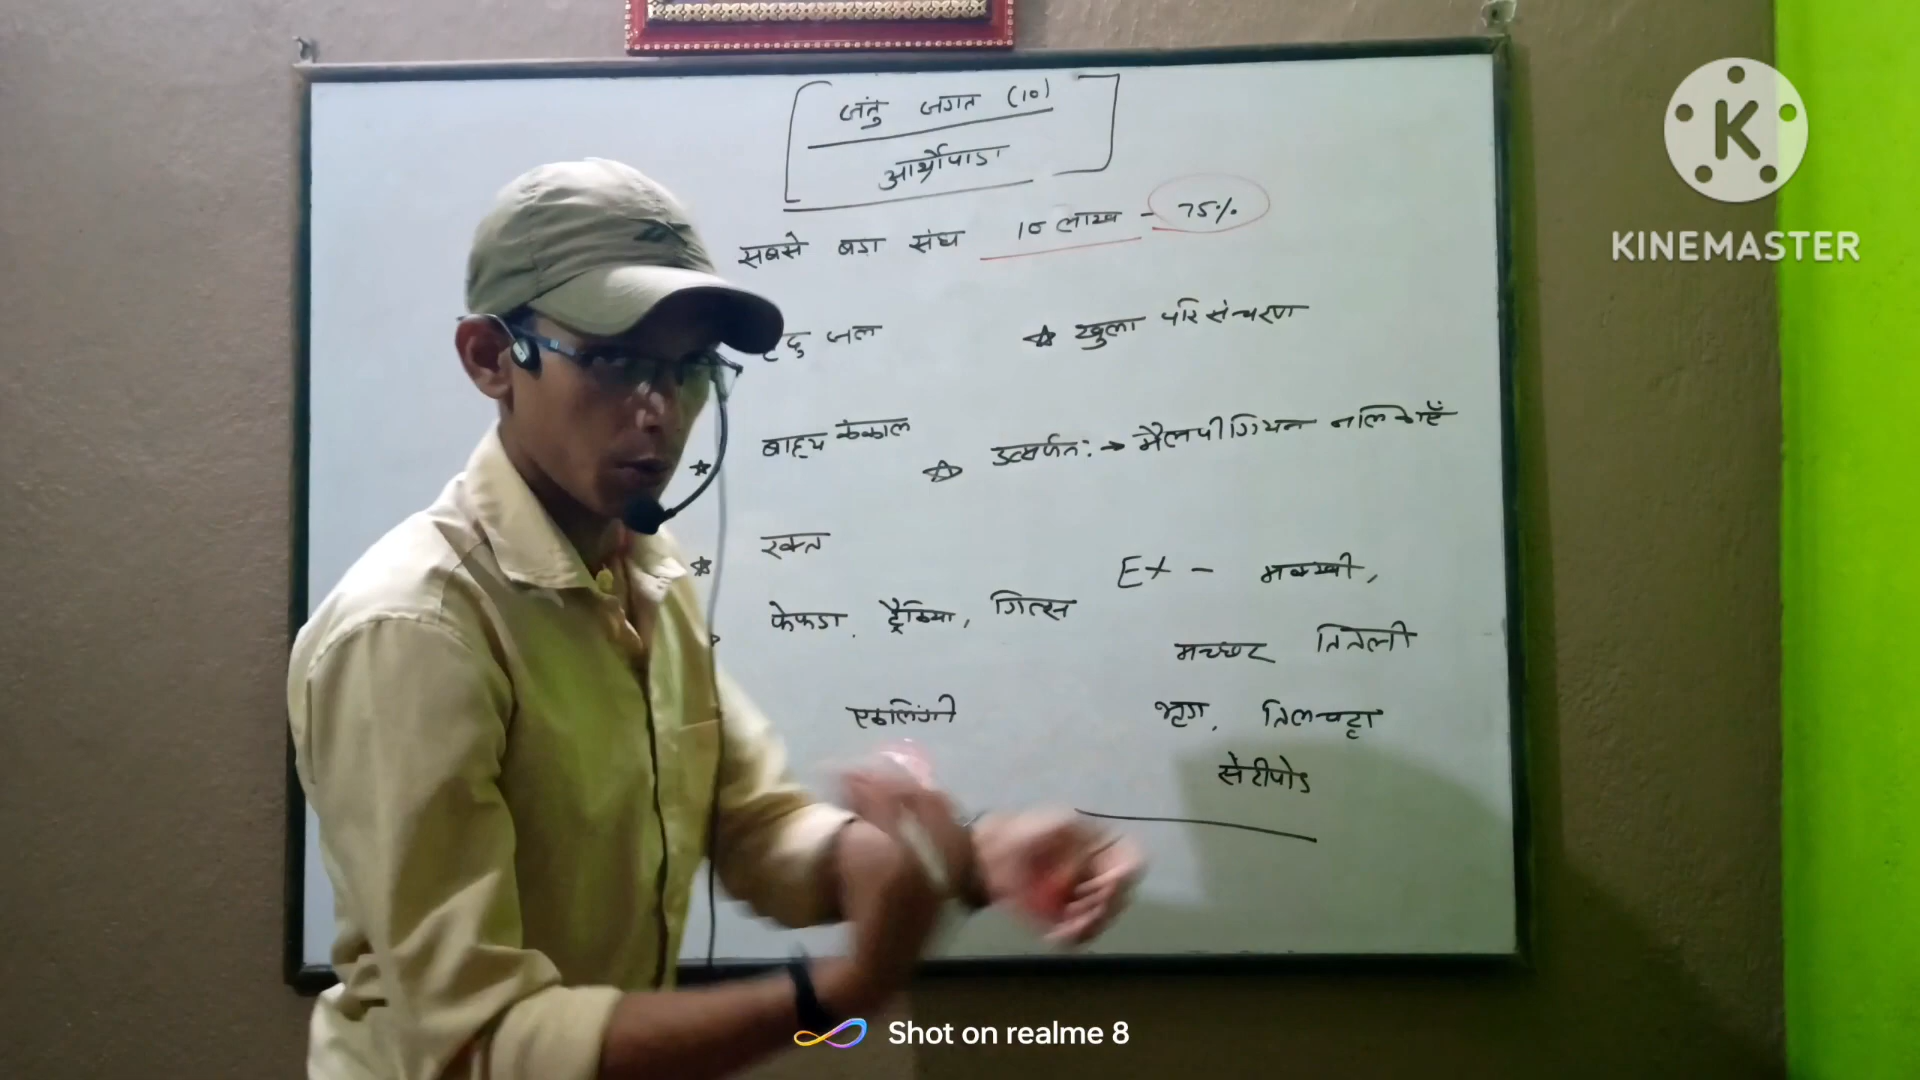 जंतु जगत (10)
आर्थ्रोपोडा
सबसे बडा संघ 10 लाख - 75%
जल
☆ खुला परिसंचरण
☆ बाह्य कंकाल
☆ उत्सर्जन: → मैलपीगियन नलिकाएँ
☆ रक्त
फेफडा, ट्रैकिया, गिल्स
एकलिंगी
Ex - मक्खी,
मच्छर तितली
भृंग, तिलचट्टा
सेंटीपोड
K
KINEMASTER
Shot on realme 8